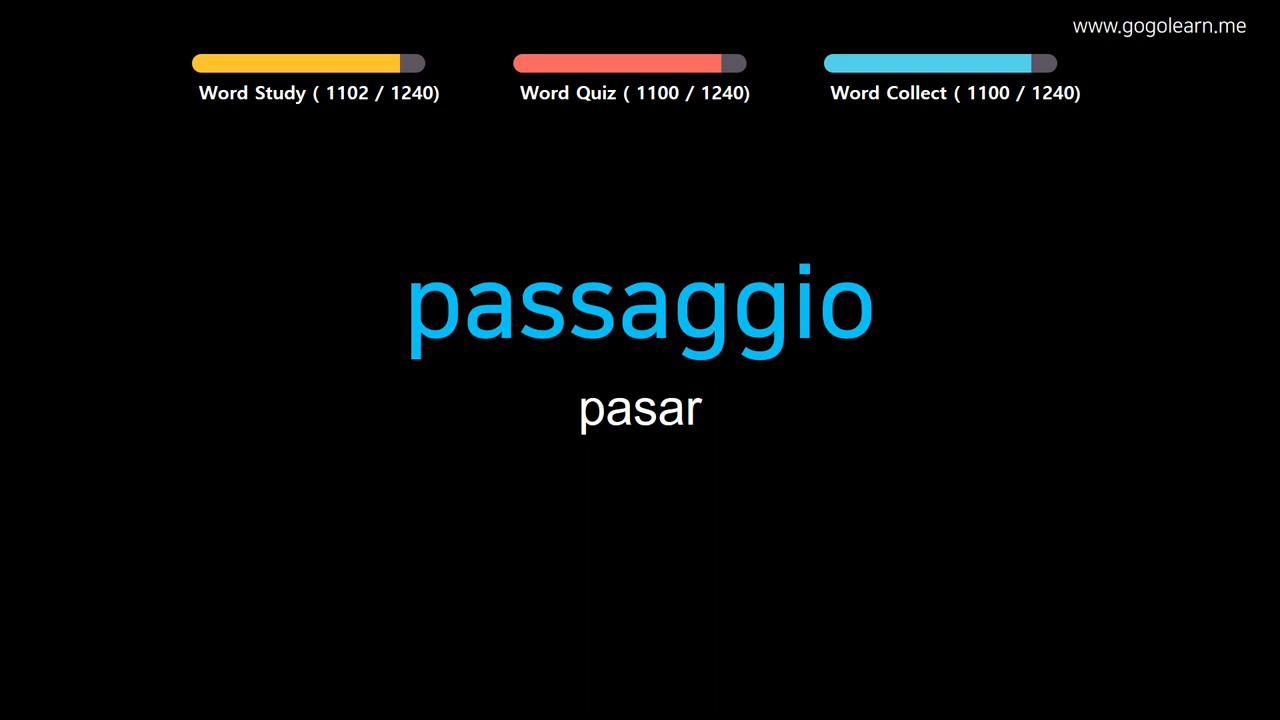 www.gogolearn.me
Word Study ( 1102 / 1240)
Word Quiz ( 1100 / 1240)
Word Collect ( 1100 / 1240)
passaggio
pasar